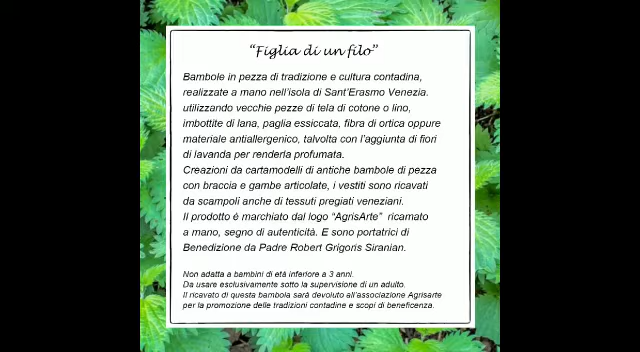 “Figlia di un filo”
Bambole in pezza di tradizione e cultura contadina,
realizzate a mano nell’isola di Sant’Erasmo Venezia.
utilizzando vecchie pezze di tela di cotone o lino,
imbottite di lana, paglia essiccata, fibra di ortica oppure
materiale antiallergenico, talvolta con l’aggiunta di fiori
di lavanda per renderla profumata.
Creazioni da cartamodelli di antiche bambole di pezza
con braccia e gambe articolate, i vestiti sono ricavati
da scampoli anche di tessuti pregiati veneziani.
Il prodotto é marchiato dal logo “AgrisArte” ricamato
a mano, segno di autenticità. E sono portatrici di
Benedizione da Padre Robert Grigoris Siranian.
Non adatta a bambini di età inferiore a 3 anni.
Da usare esclusivamente sotto la supervisione di un adulto.
Il ricavato di questa bambola sarà devoluto all’associazione Agrisarte
per la promozione delle tradizioni contadine e scopi di beneficenza.